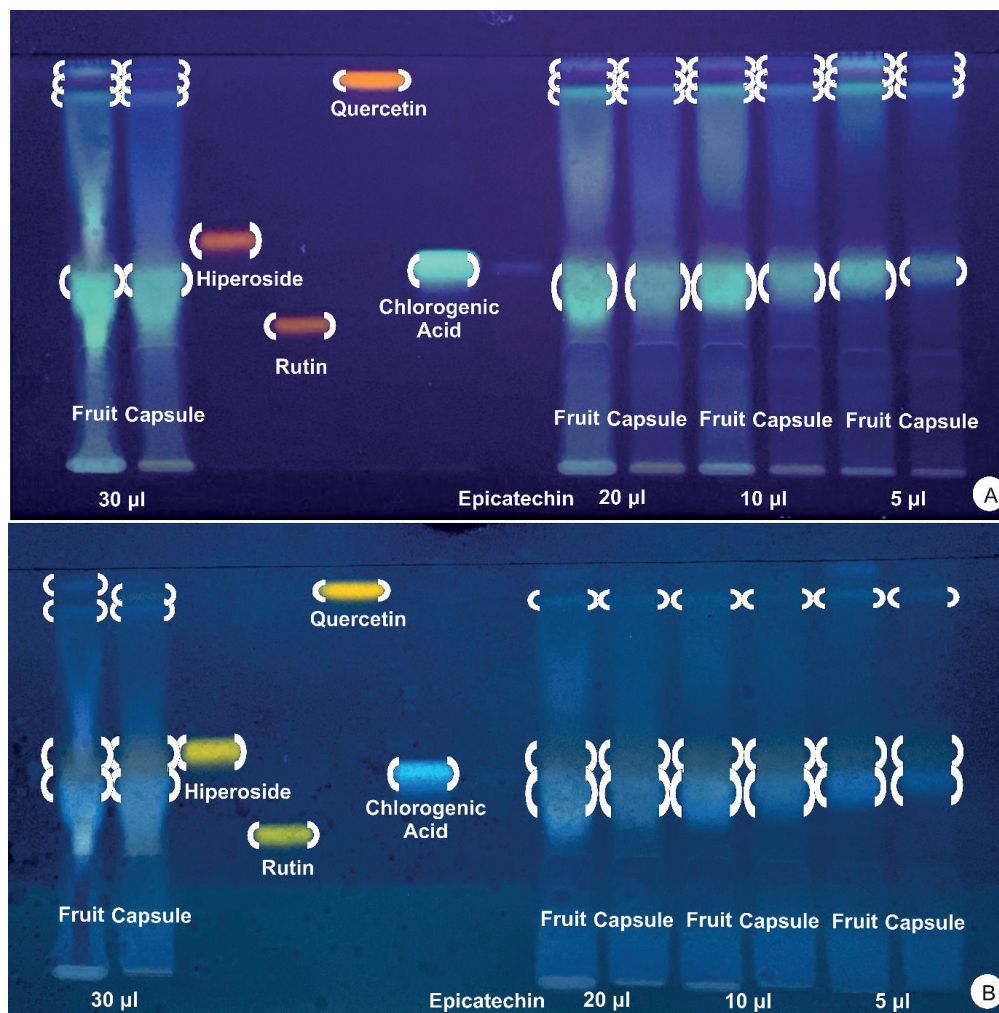 Quercetin
Hiperoside
Chlorogenic
Acid
Rutin
Fruit Capsule
Fruit Capsule Fruit Capsule Fruit Capsule
30 µl
Epicatechin
20 µl
10 µl
5 µl
A
Quercetin
Hiperoside
Chlorogenic
Acid
Rutin
Fruit Capsule
Fruit Capsule Fruit Capsule Fruit Capsule
30 µl
Epicatechin
20 µl
10 µl
5 µl
B